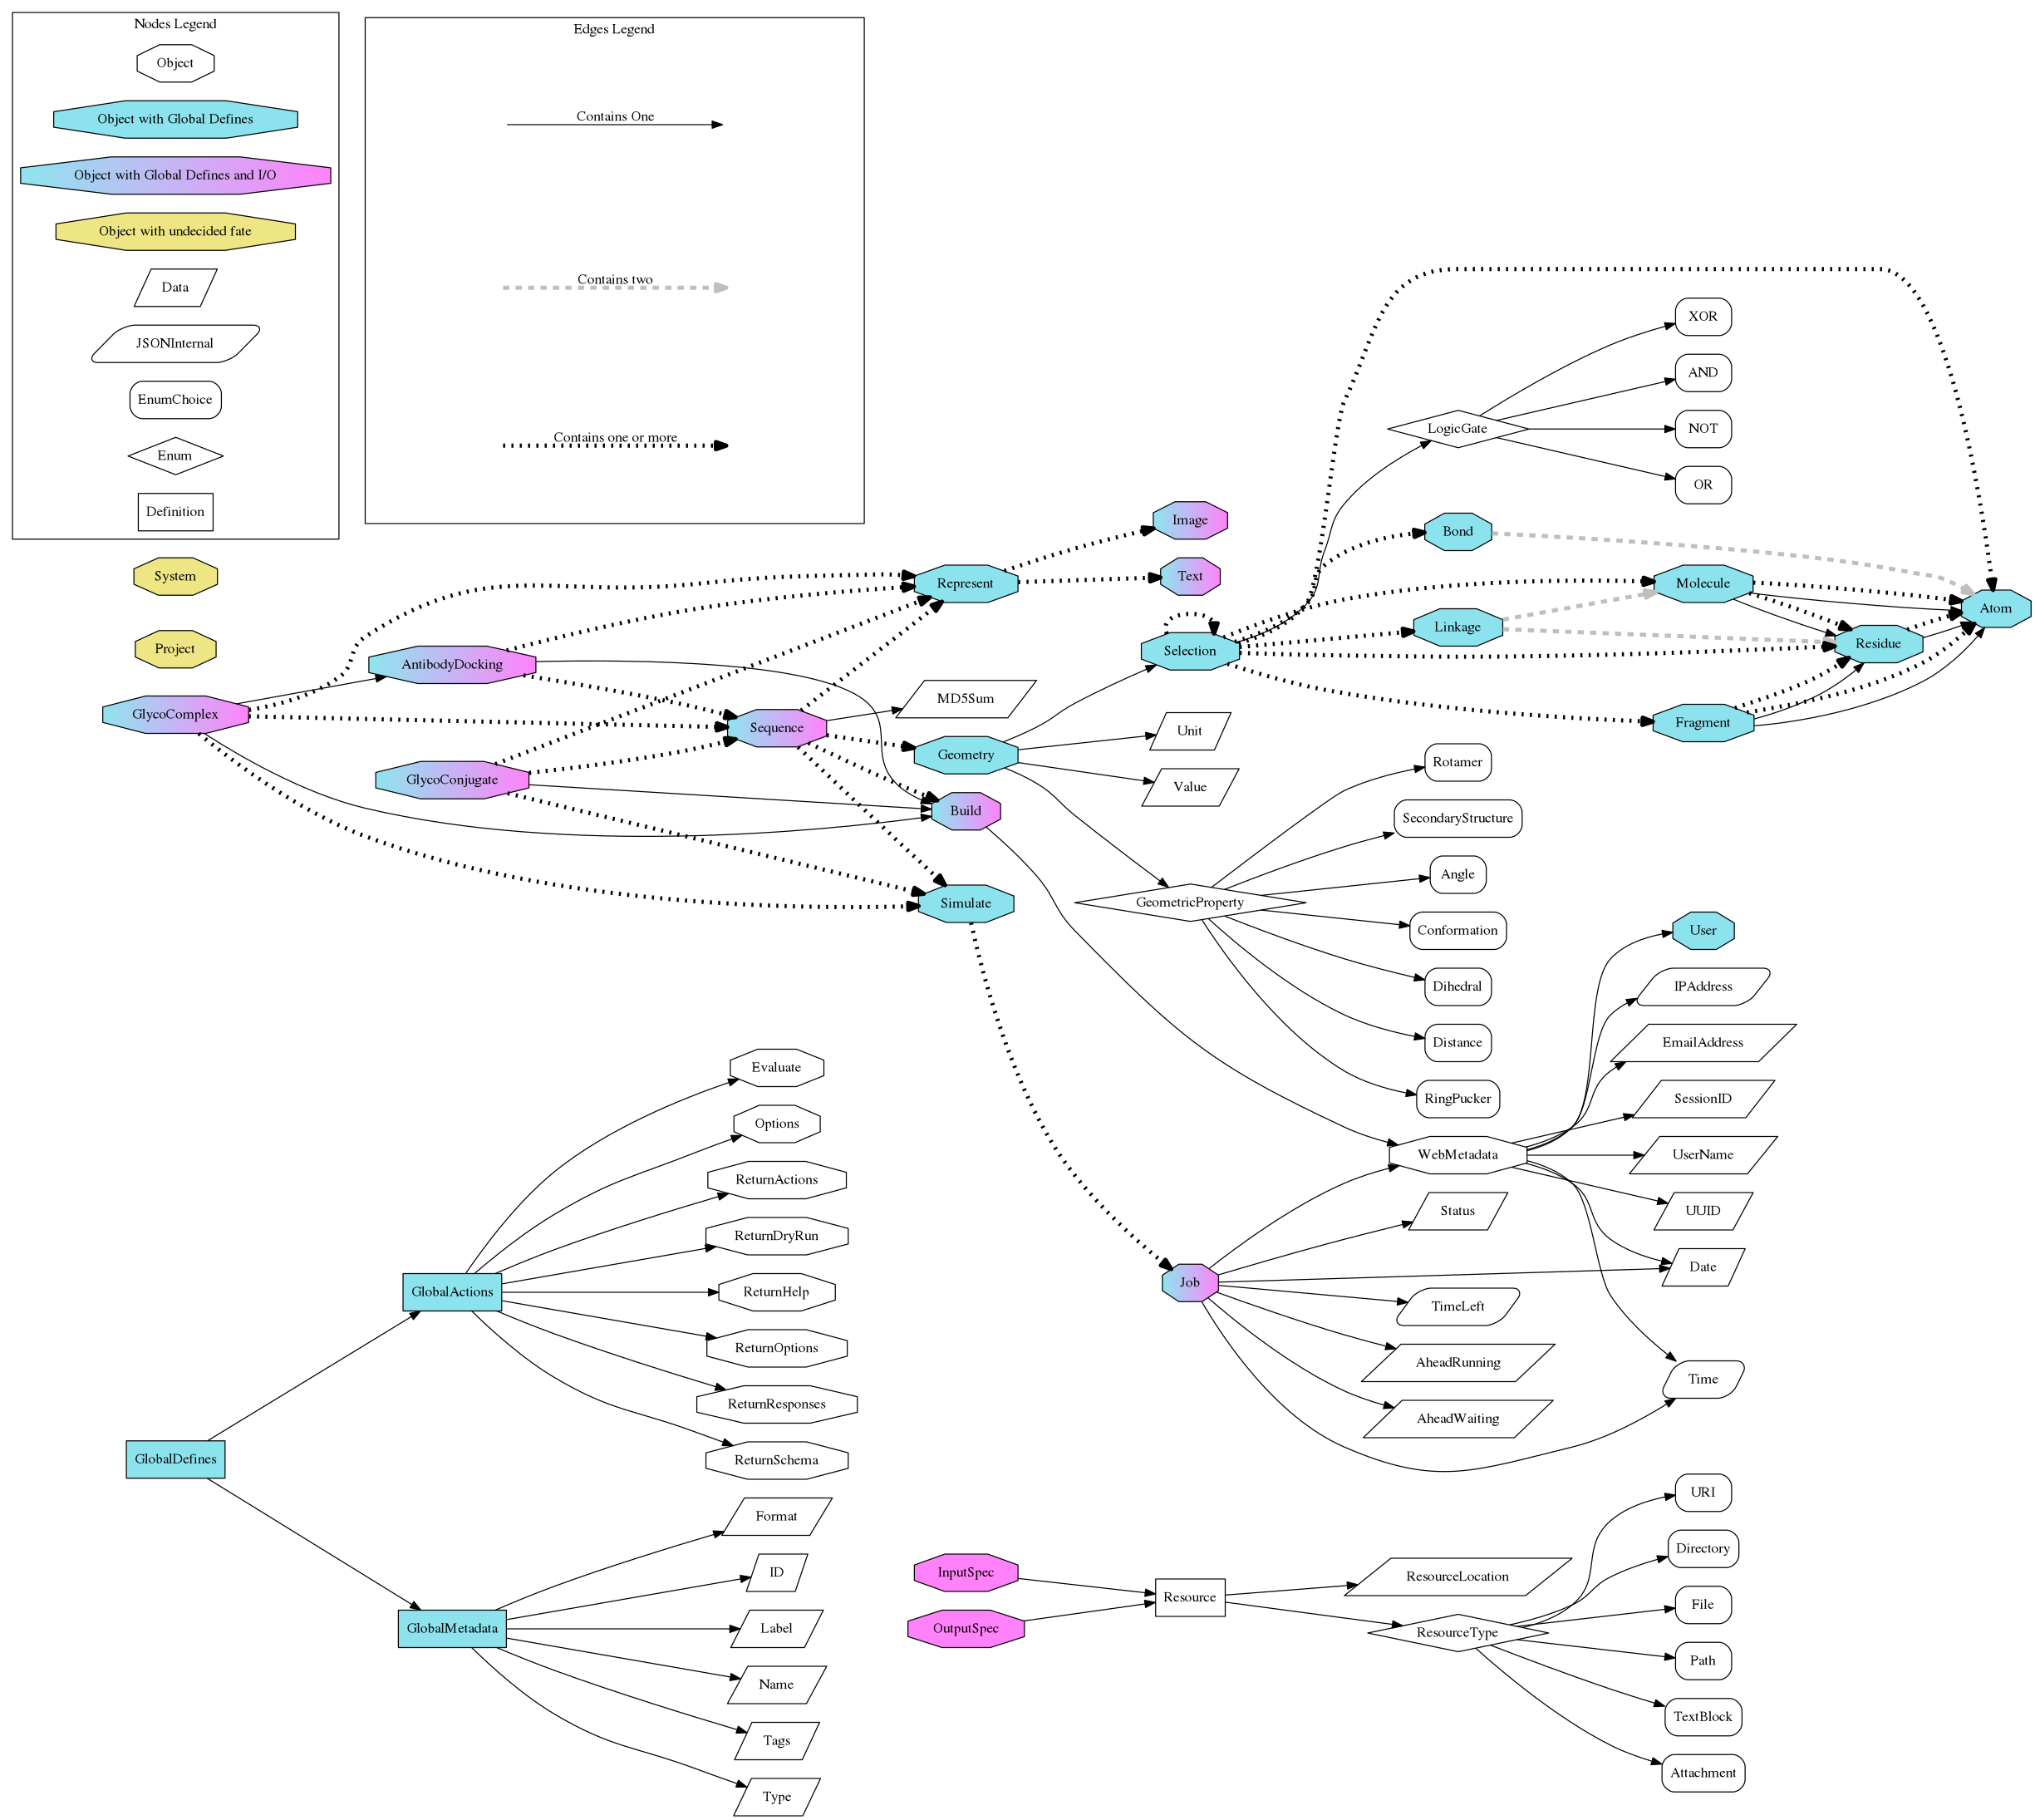 Nodes Legend
Object
Object with Global Defines
Object with Global Defines and I/O
Object with undecided fate
Data
JSONInternal
EnumChoice
Enum
Definition
Edges Legend
Contains One
Contains two
Contains one or more
System
Project
GlycoComplex
AntibodyDocking
GlycoConjugate
Sequence
Represent
MD5Sum
Geometry
Build
Simulate
Image
Text
Selection
Unit
Value
GeometricProperty
LogicGate
Bond
Linkage
XOR
AND
NOT
OR
Molecule
Residue
Atom
Fragment
Rotamer
SecondaryStructure
Angle
Conformation
Dihedral
Distance
RingPucker
WebMetadata
User
IPAddress
EmailAddress
SessionID
UserName
UUID
Date
Time
Job
Status
TimeLeft
AheadRunning
AheadWaiting
GlobalDefines
GlobalActions
Evaluate
Options
ReturnActions
ReturnDryRun
ReturnHelp
ReturnOptions
ReturnResponses
ReturnSchema
GlobalMetadata
Format
ID
Label
Name
Tags
Type
InputSpec
OutputSpec
Resource
ResourceLocation
ResourceType
URI
Directory
File
Path
TextBlock
Attachment